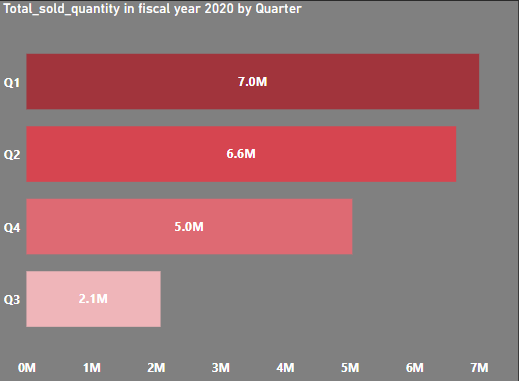 Total_sold_quantity in fiscal year 2020 by Quarter
Q1 7.0M
Q2 6.6M
Q4 5.0M
Q3 2.1M
0M 1M 2M 3M 4M 5M 6M 7M